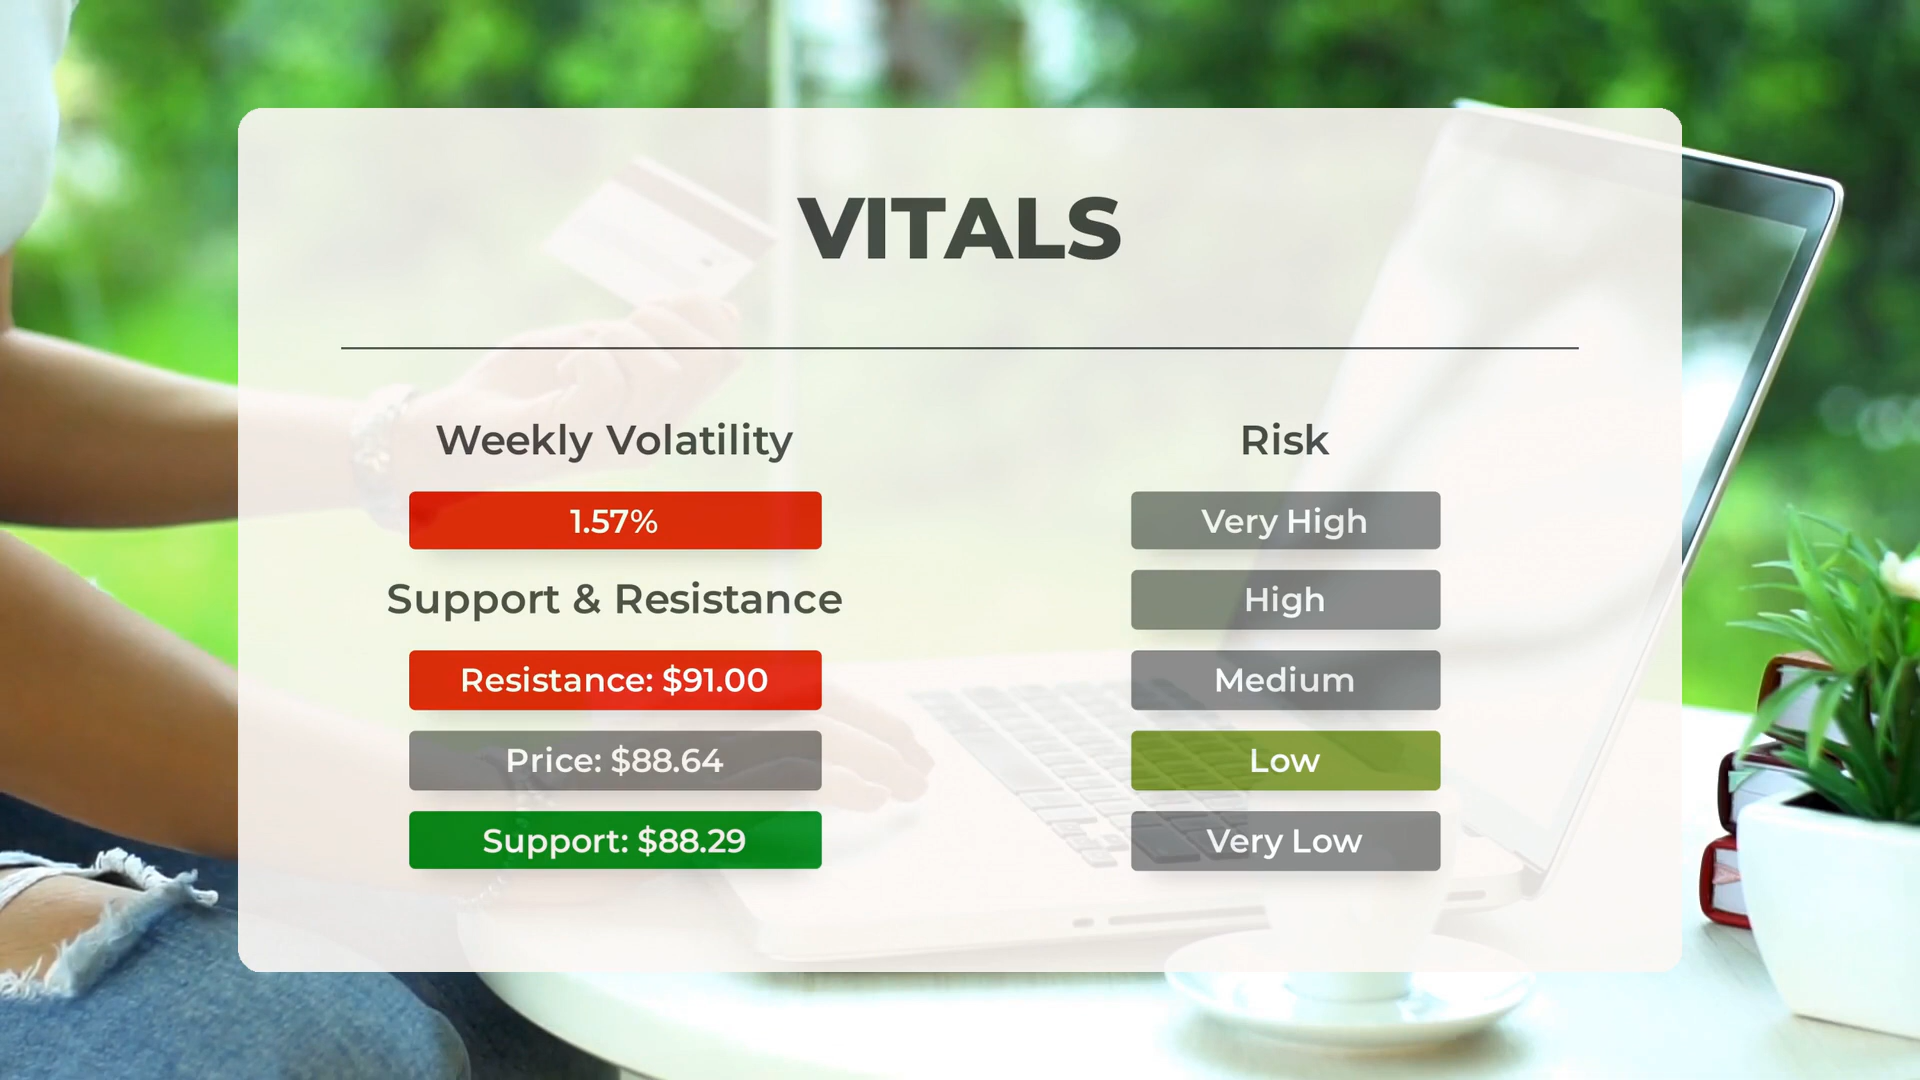 VITALS
Weekly Volatility
1.57%
Support & Resistance
Resistance: $91.00
Price: $88.64
Support: $88.29
Risk
Very High
High
Medium
Low
Very Low